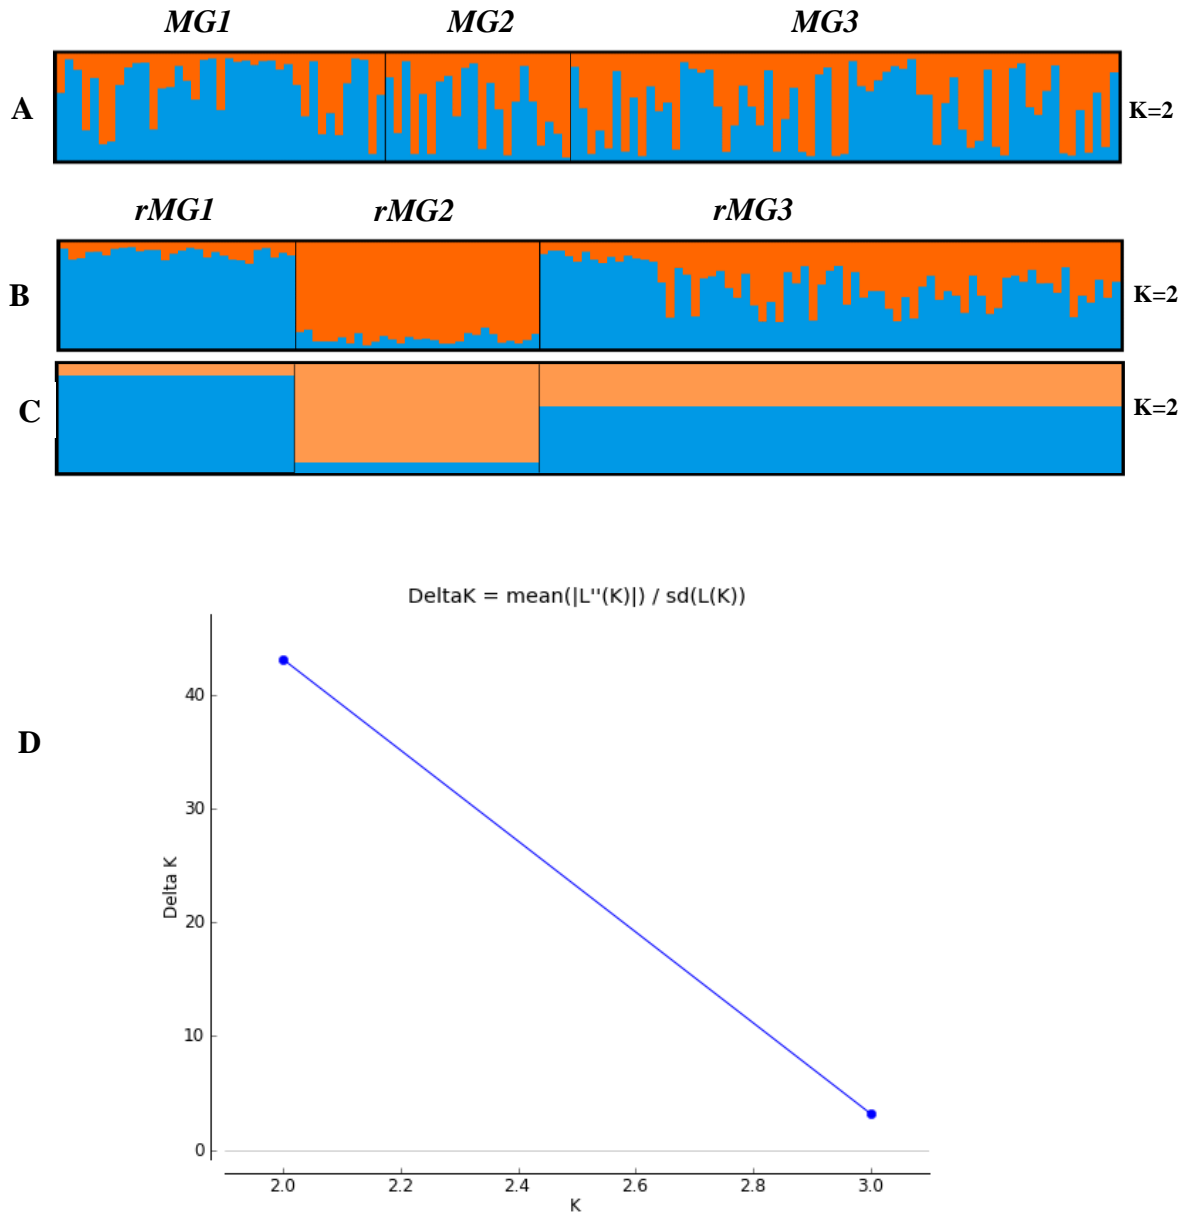 MG1 MG2 MG3
A K=2
rMG1 rMG2 rMG3
B K=2
C K=2
DeltaK = mean(|L''(K)|) / sd(L(K))
D
Delta K
40
30
20
10
0
2.0 2.2 2.4 2.6 2.8 3.0
K